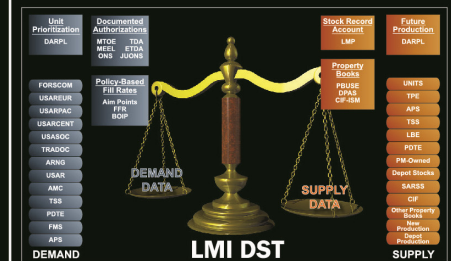 Unit
Prioritization
DARPL
Documented
Authorizations
MTOE TDA
MEEL ETDA
ONS JUONS
Policy-Based
Fill Rates
Aim Points
FFR
BOIP
Stock Record
Account
LMP
Property
Books
PBUSE
DPAS
CIF-ISM
Future
Production
DARPL
FORSCOM
USAREUR
USARPAC
USARCENT
USASOC
TRADOC
ARNG
USAR
AMC
TSS
PDTE
FMS
APS
DEMAND
DEMAND
DATA
SUPPLY
DATA
LMI DST
UNITS
TPE
APS
TSS
LBE
PDTE
PM-Owned
Depot Stocks
SARSS
CIF
Other Property
Books
New
Production
Depot
Production
SUPPLY